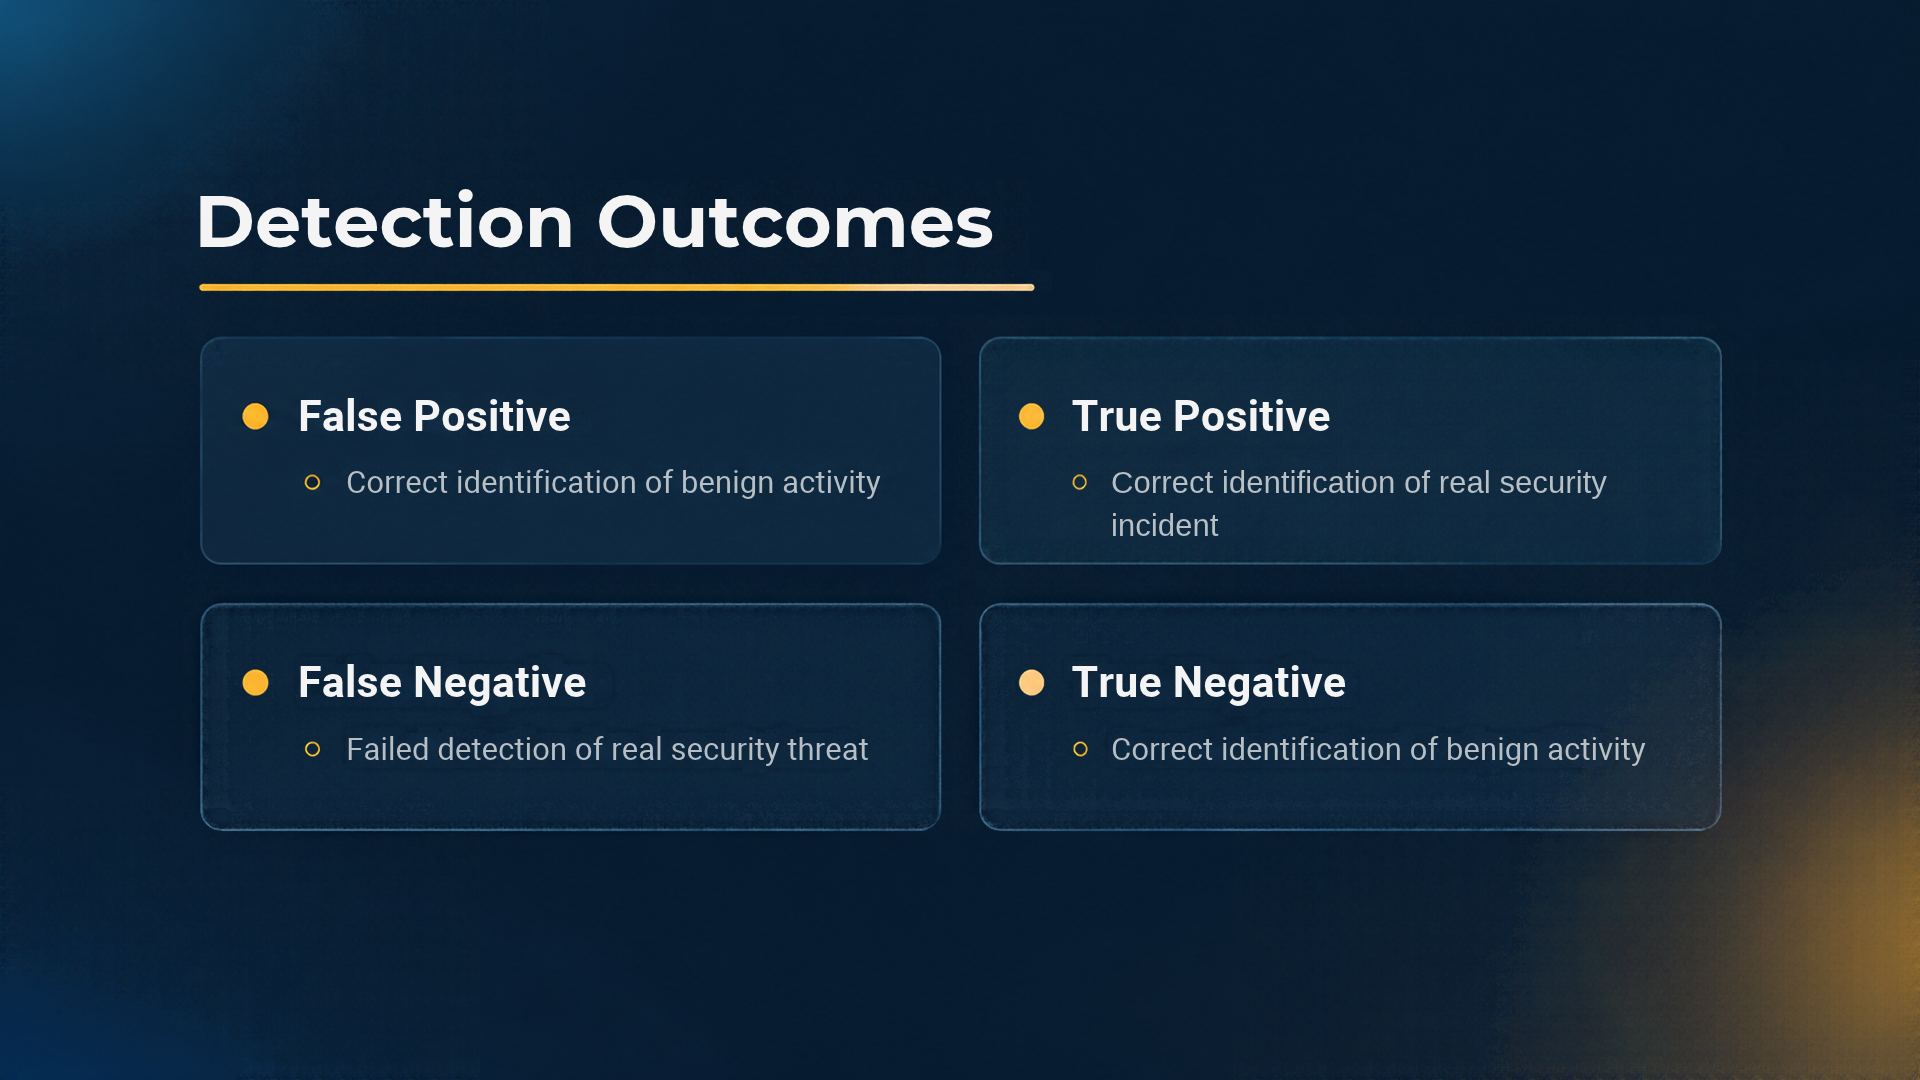 Detection Outcomes
False Positive
Correct identification of benign activity
True Positive
Correct identification of real security
incident
False Negative
Failed detection of real security threat
True Negative
Correct identification of benign activity